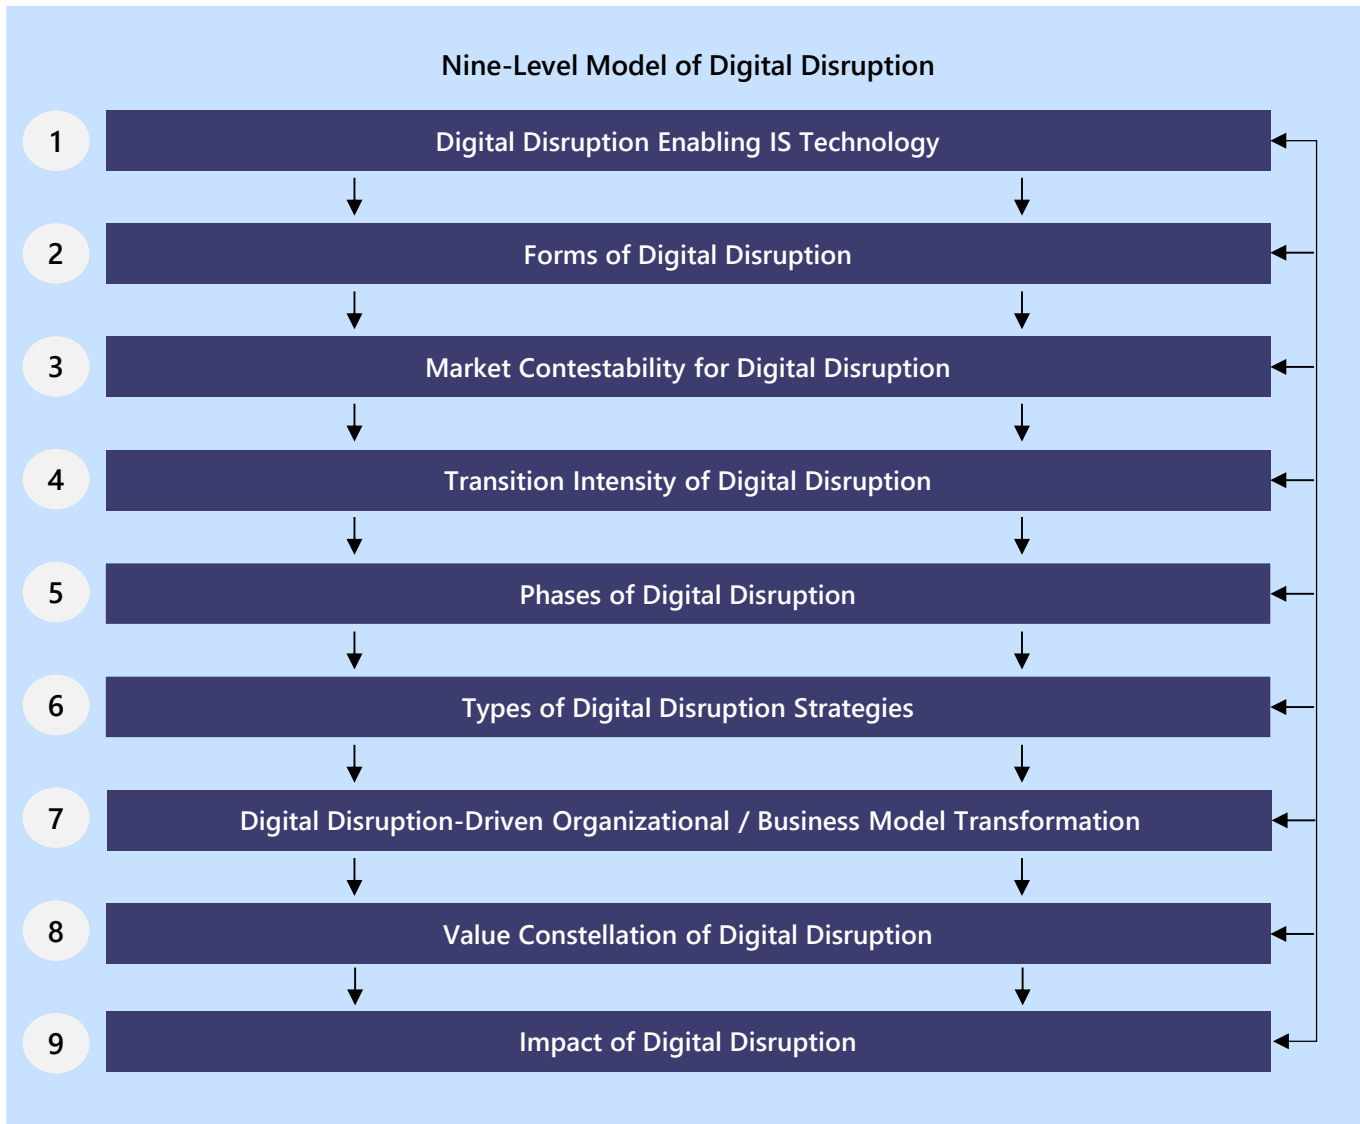 Nine-Level Model of Digital Disruption
1
Digital Disruption Enabling IS Technology
2
Forms of Digital Disruption
3
Market Contestability for Digital Disruption
4
Transition Intensity of Digital Disruption
5
Phases of Digital Disruption
6
Types of Digital Disruption Strategies
7
Digital Disruption-Driven Organizational / Business Model Transformation
8
Value Constellation of Digital Disruption
9
Impact of Digital Disruption